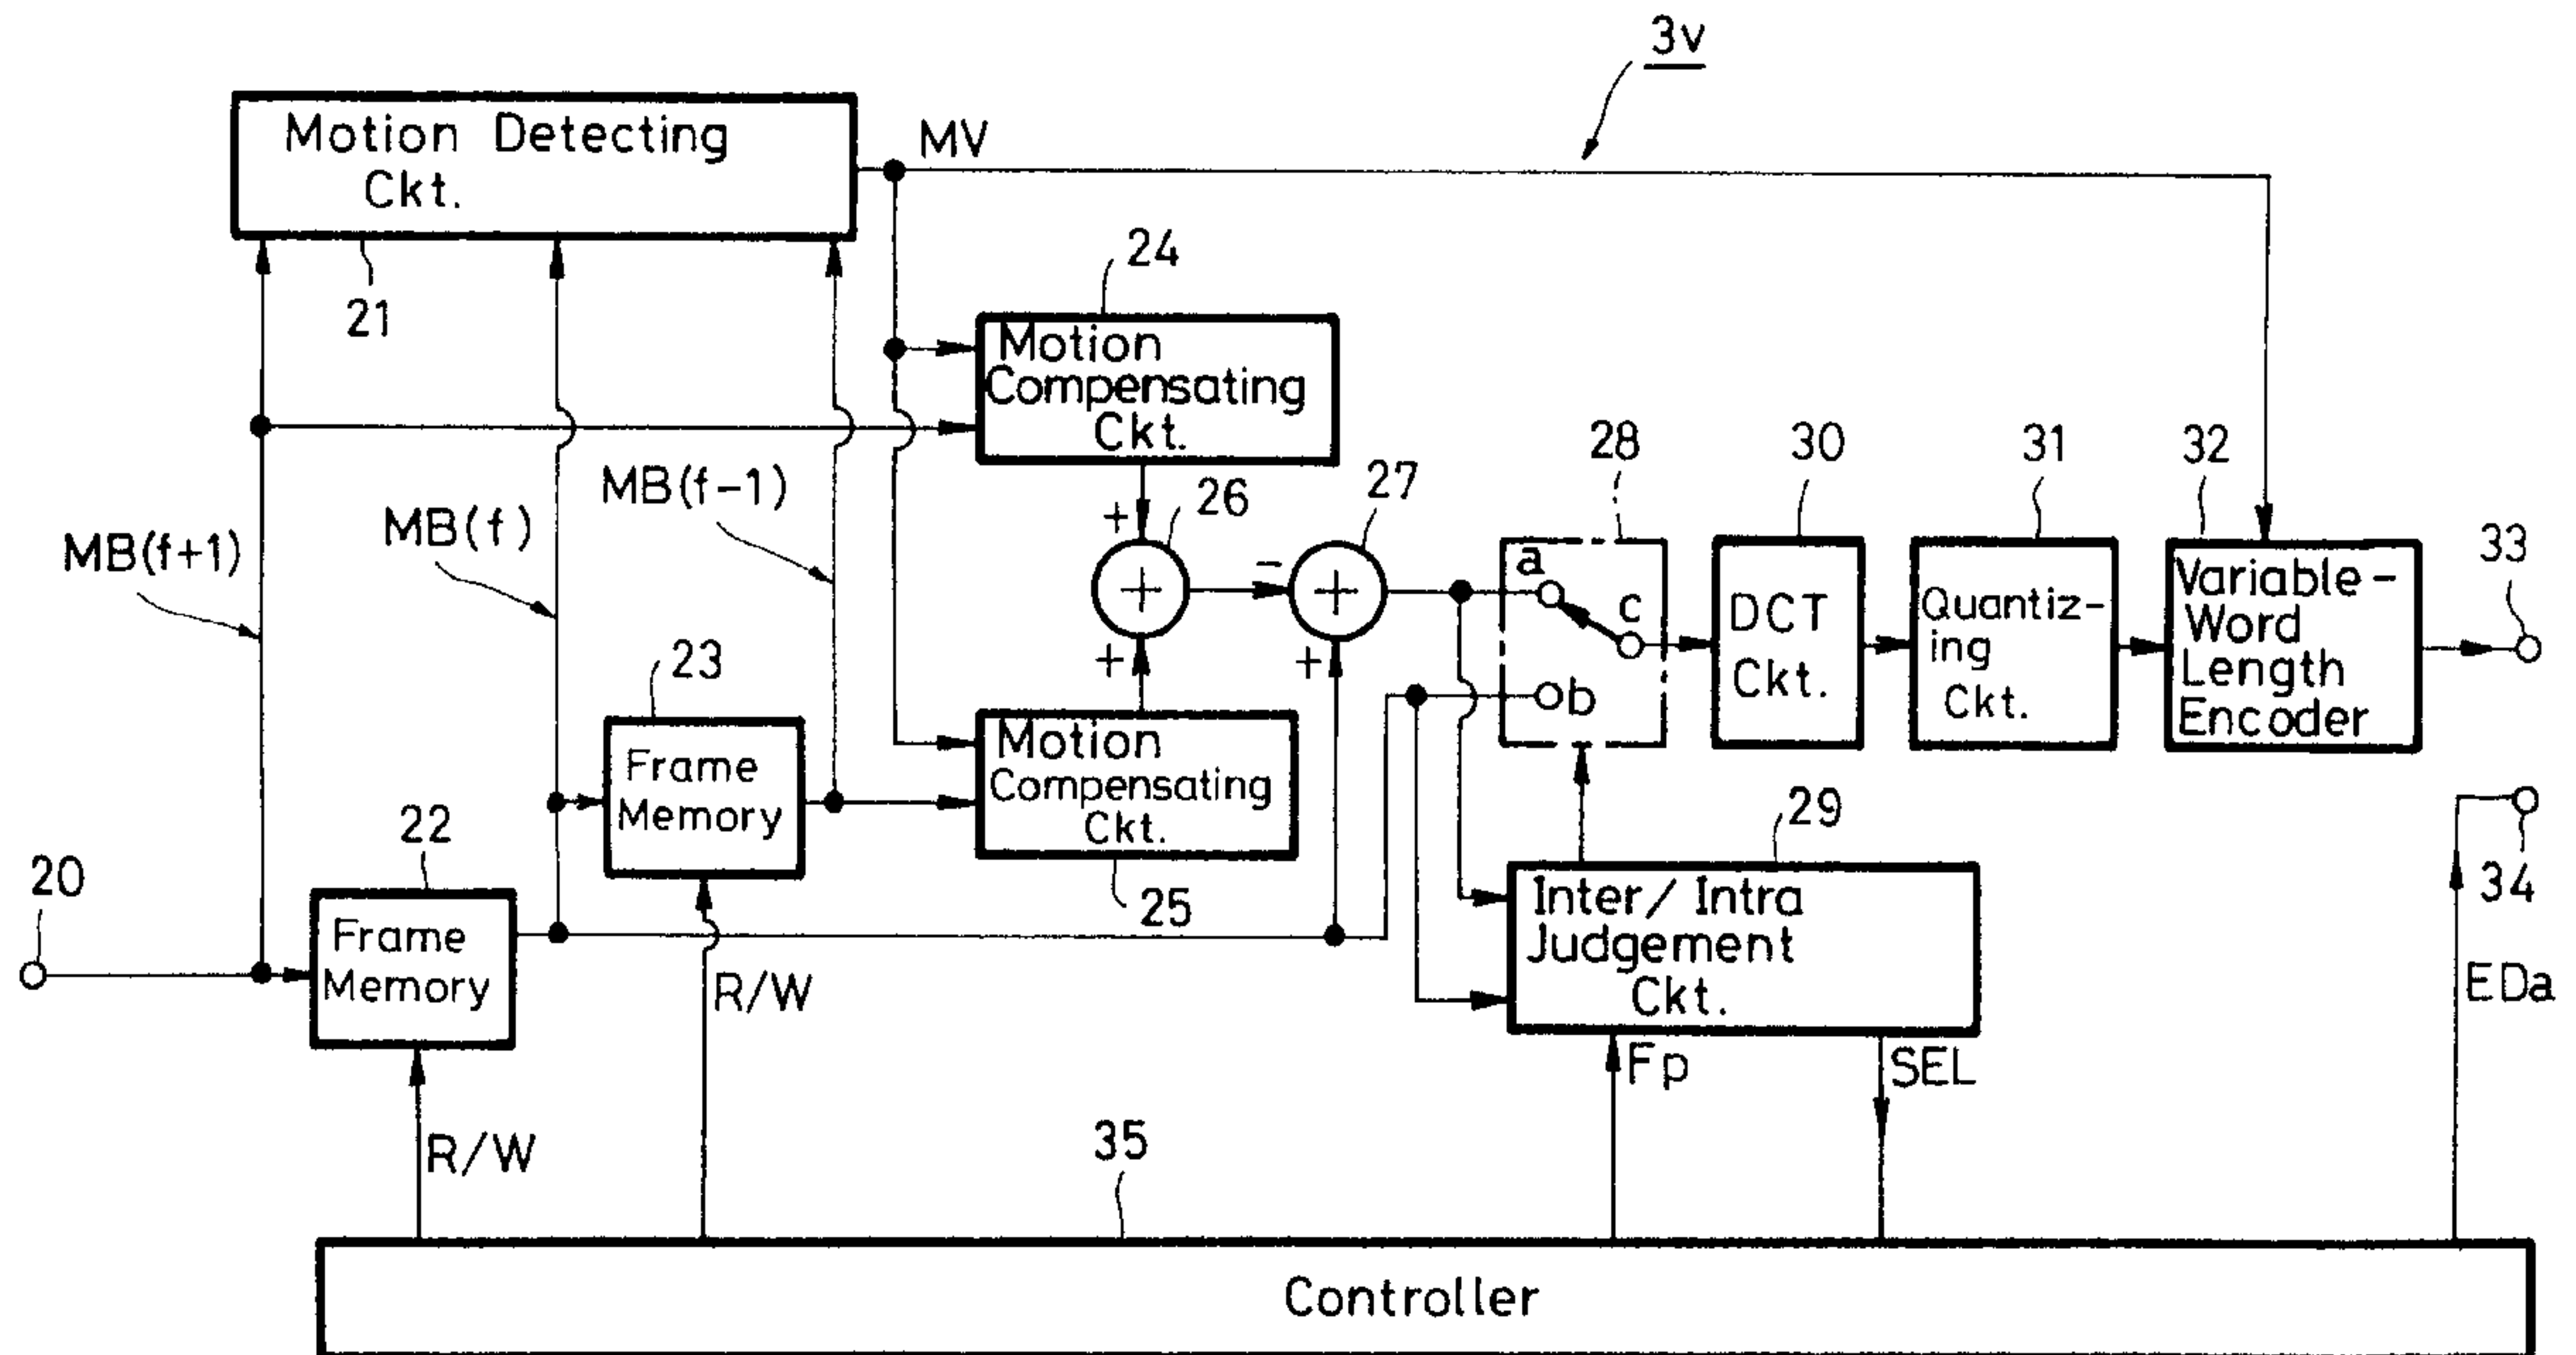 3v
Motion Detecting
Ckt.
MV
21
24
Motion
Compensating
Ckt.
MB(f+1)
MB(f)
MB(f-1)
+
26
-
27
28
30
31
32
33
+
+
a
c
b
DCT
Ckt.
Quantiz-
ing
Ckt.
Variable-
Word
Length
Encoder
+
+
23
Frame
Memory
Motion
Compensating
Ckt.
25
20
22
Frame
Memory
29
Inter/Intra
Judgement
Ckt.
34
EDa
R/W
R/W
Fp
SEL
35
Controller